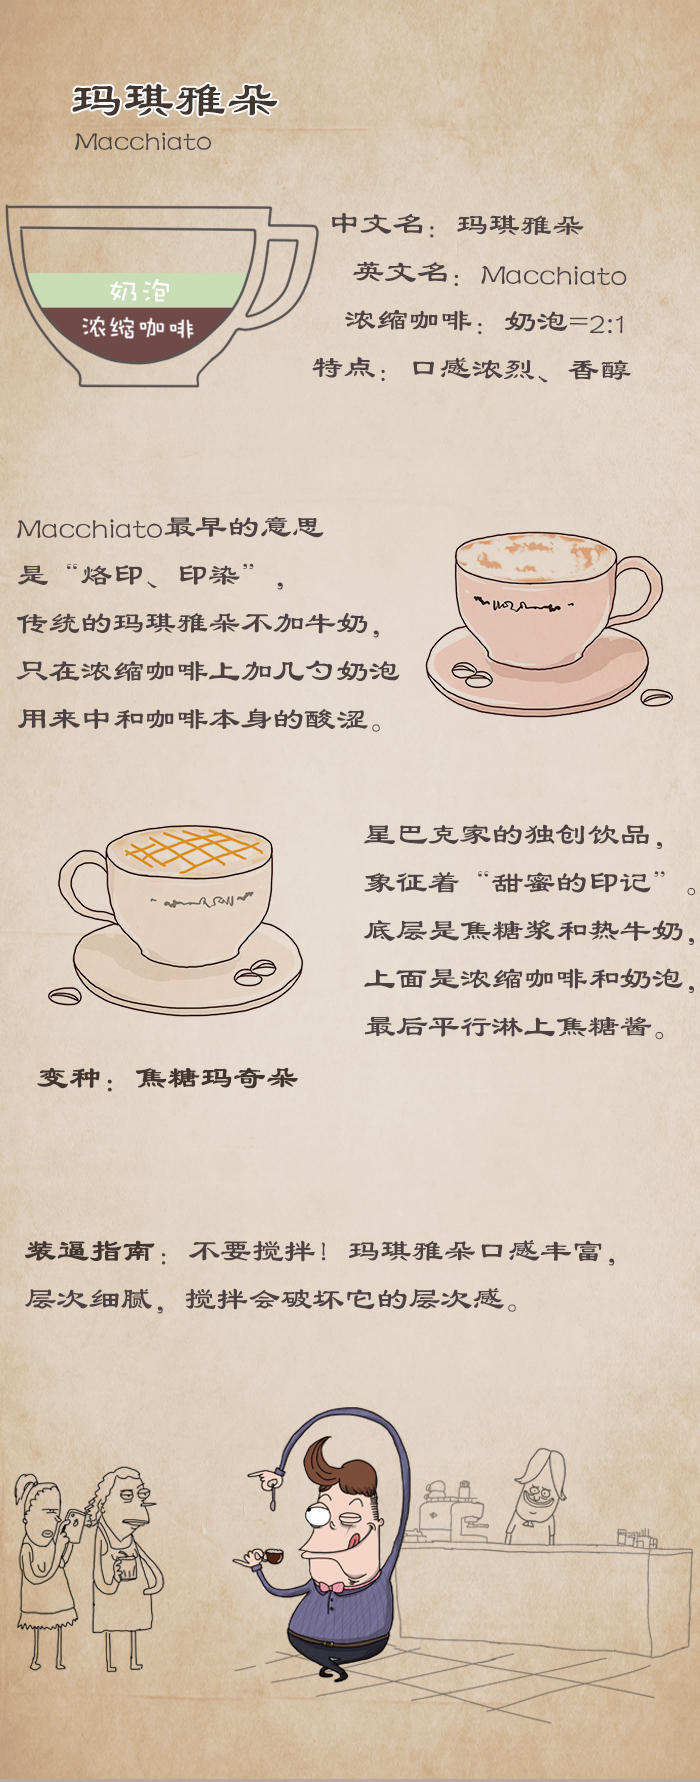 玛琪雅朵
Macchiato
中文名：玛琪雅朵
英文名：Macchiato
浓缩咖啡：奶泡=2:1
特点：口感浓烈、香醇
奶泡
浓缩咖啡
Macchiato最早的意思
是“烙印、印染”，
传统的玛琪雅朵不加牛奶，
只在浓缩咖啡上加几勺奶泡
用来中和咖啡本身的酸涩。
星巴克家的独创饮品，
象征着“甜蜜的印记”。
底层是焦糖浆和热牛奶，
上面是浓缩咖啡和奶泡，
最后平行淋上焦糖酱。
变种：焦糖玛奇朵
装逼指南：不要搅拌！玛琪雅朵口感丰富，
层次细腻，搅拌会破坏它的层次感。